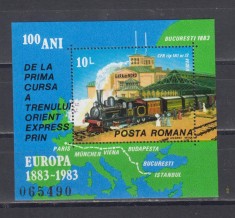 100 ANI
BUCURESTI 1883
DE LA
PRIMA
CURSA
A
TRENULUI
ORIENT
EXPRESS
PRIN
10L
POSTA ROMANA
EUROPA
1883-1983
065490
PARIS
MÜNCHEN
VIENA
BUDAPESTA
BUCURESTI
ISTANBUL